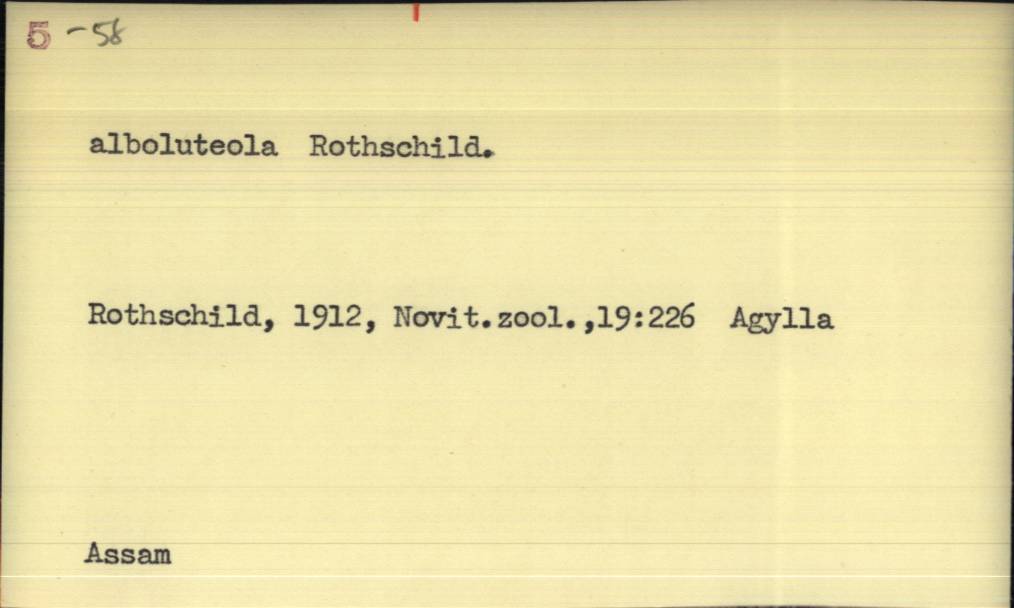 5 -58
alboluteola Rothschild.
Rothschild, 1912, Novit.zool.,19:226 Agylla
Assam